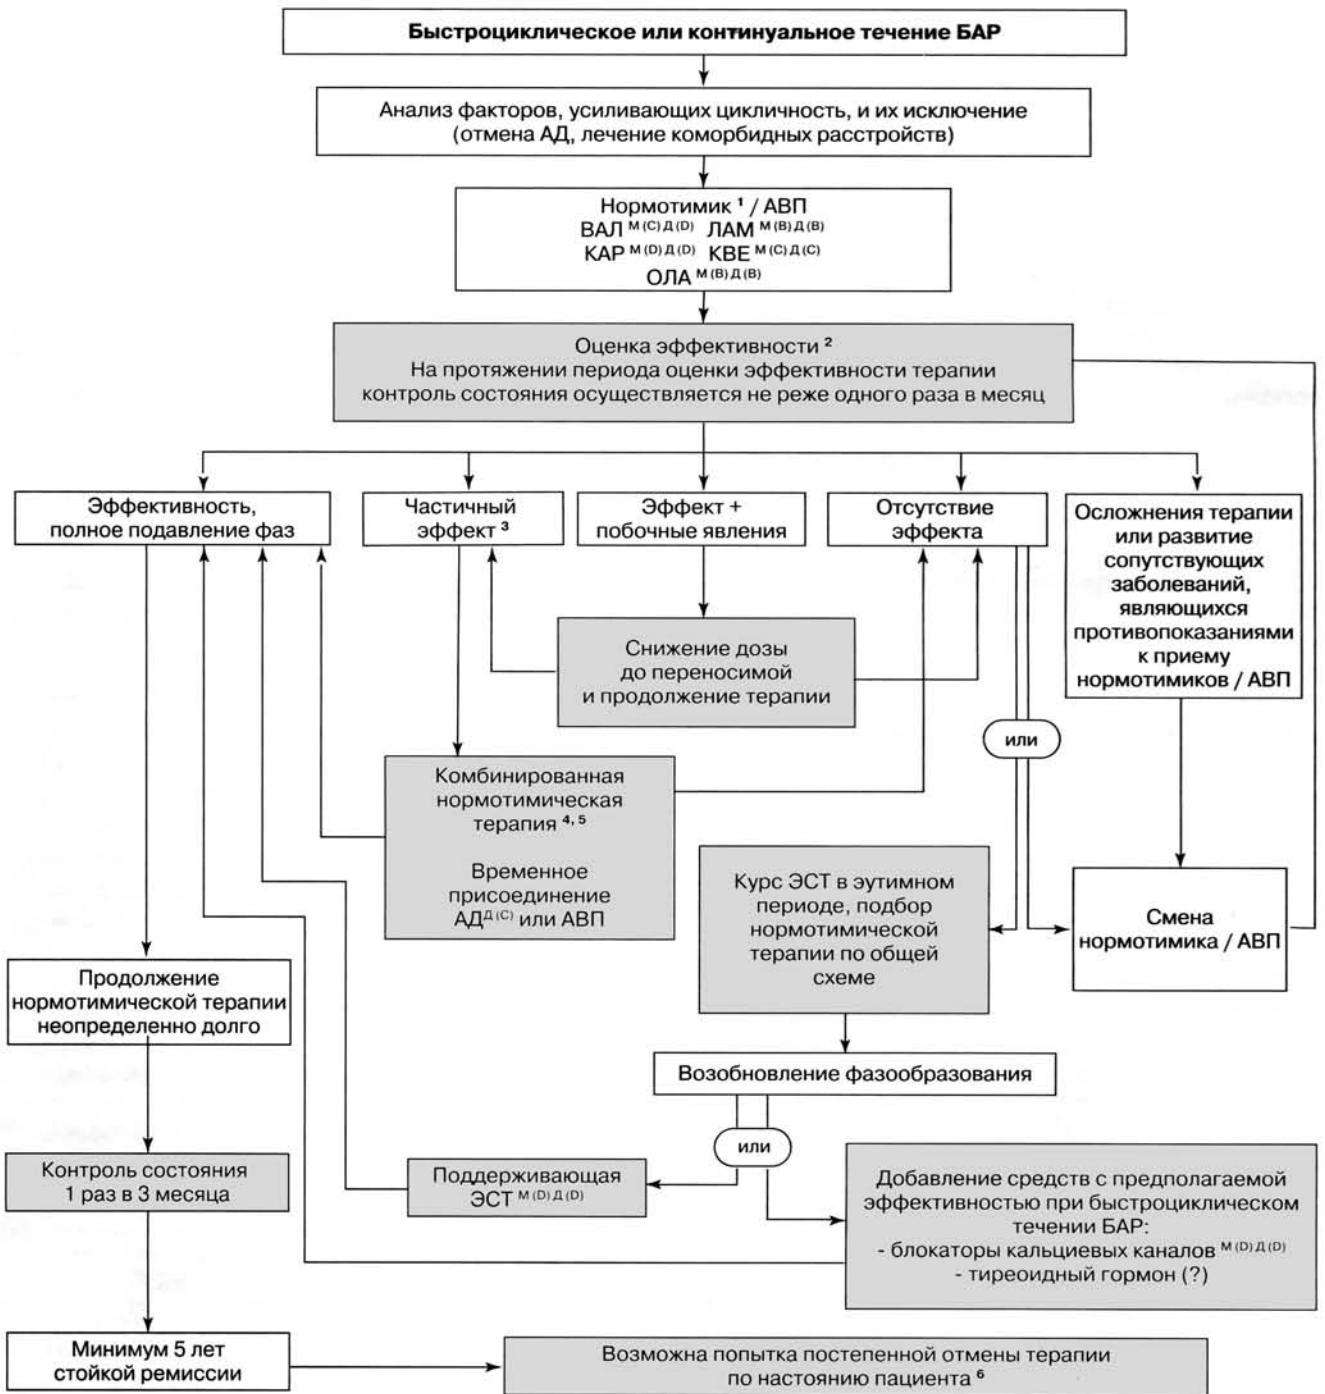 Быстроциклическое или континуальное течение БАР
Анализ факторов, усиливающих цикличность, и их исключение
(отмена АД, лечение коморбидных расстройств)
Нормотимик ¹ / АВП
ВАЛ М (C) Д (D) ЛАМ М (B) Д (B)
КАР М (D) Д (D) КВЕ М (C) Д (C)
ОЛА М (B) Д (B)
Оценка эффективности ²
На протяжении периода оценки эффективности терапии
контроль состояния осуществляется не реже одного раза в месяц
Эффективность,
полное подавление фаз
Частичный
эффект ³
Эффект +
побочные явления
Отсутствие
эффекта
Осложнения терапии
или развитие
сопутствующих
заболеваний,
являющихся
противопоказаниями
к приему
нормотимиков / АВП
Снижение дозы
до переносимой
и продолжение терапии
или
Комбинированная
нормотимическая
терапия ⁴, ⁵
Временное
присоединение
АД Д (C) или АВП
Курс ЭСТ в эутимном
периоде, подбор
нормотимической
терапии по общей
схеме
Смена
нормотимика / АВП
Продолжение
нормотимической терапии
неопределенно долго
Возобновление фазообразования
или
Контроль состояния
1 раз в 3 месяца
Поддерживающая
ЭСТ М (D) Д (D)
Добавление средств с предполагаемой
эффективностью при быстроциклическом
течении БАР:
- блокаторы кальциевых каналов М (D) Д (D)
- тиреоидный гормон (?)
Минимум 5 лет
стойкой ремиссии
Возможна попытка постепенной отмены терапии
по настоянию пациента ⁶